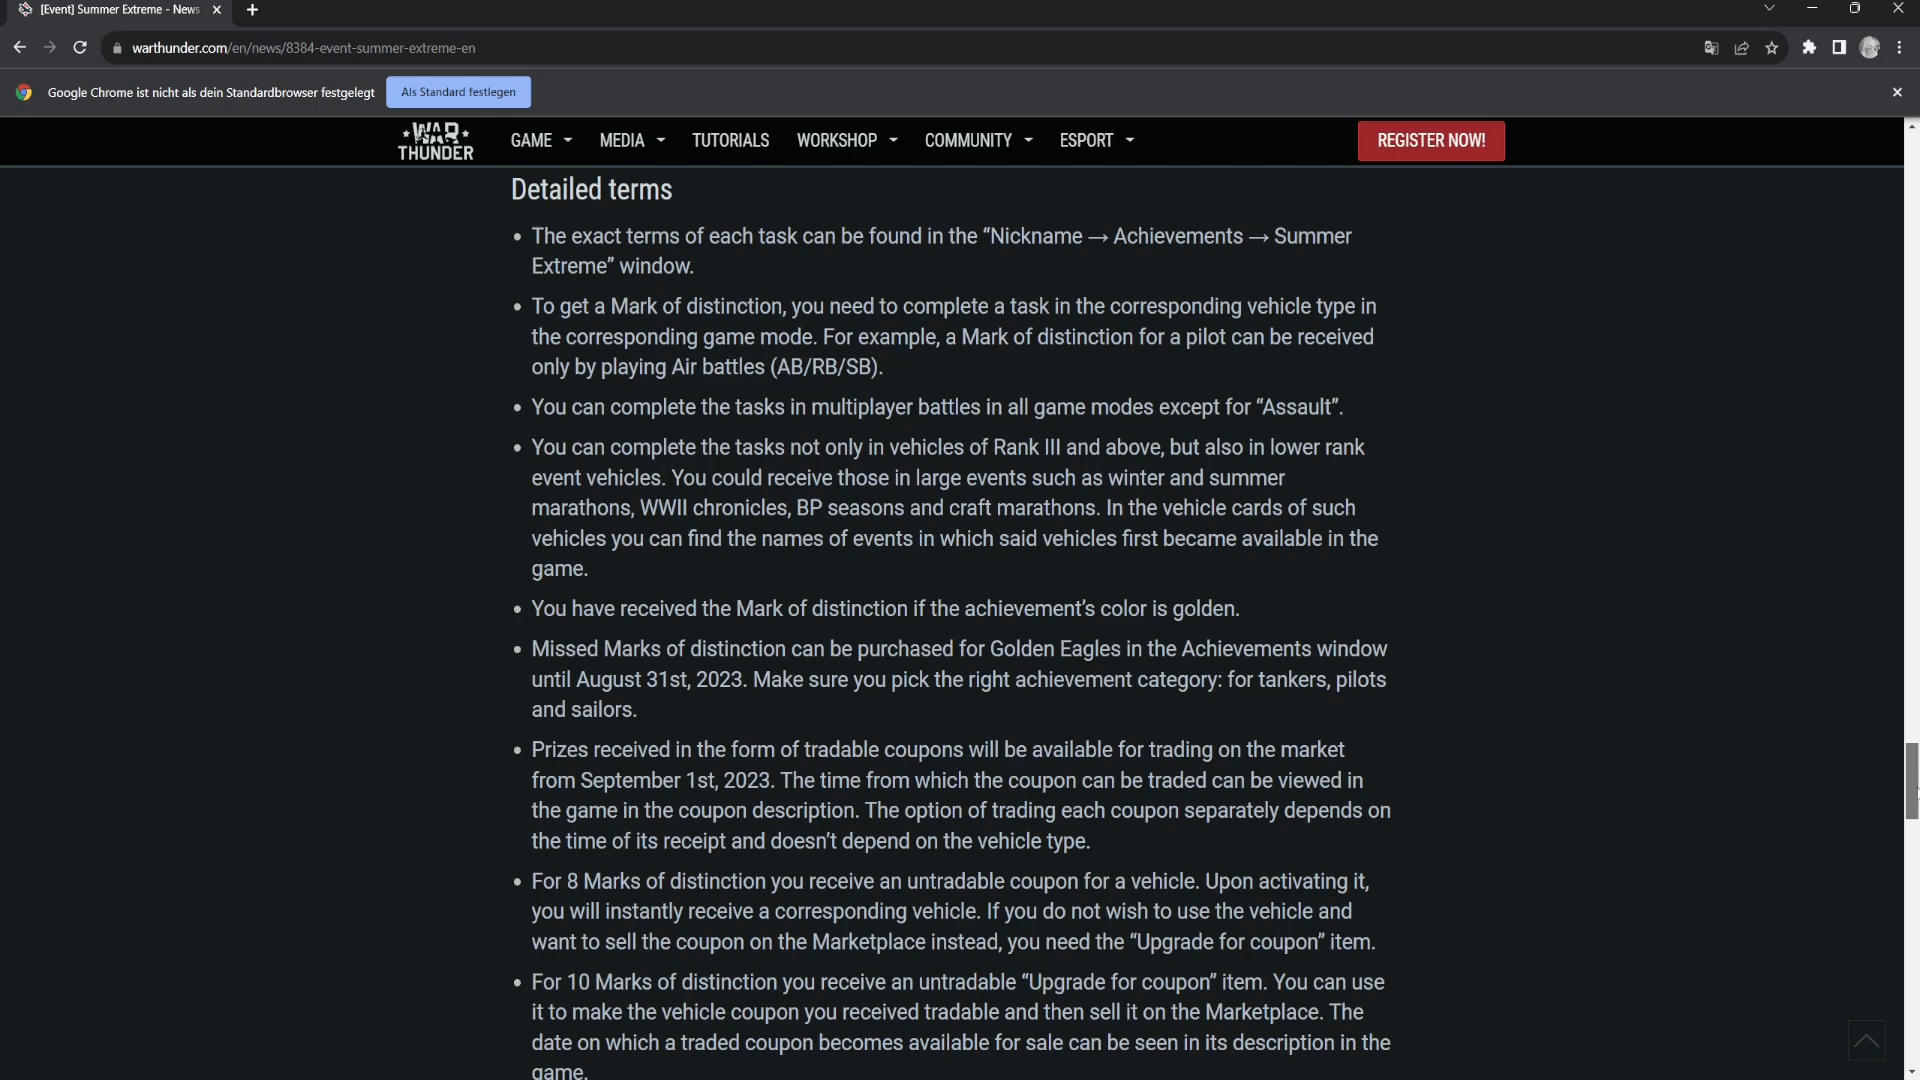 [Event] Summer Extreme - News
warthunder.com/en/news/8384-event-summer-extreme-en
Google Chrome ist nicht als dein Standardbrowser festgelegt
Als Standard festlegen
WAR THUNDER
GAME
MEDIA
TUTORIALS
WORKSHOP
COMMUNITY
ESPORT
REGISTER NOW!
Detailed terms
• The exact terms of each task can be found in the “Nickname → Achievements → Summer
Extreme” window.
• To get a Mark of distinction, you need to complete a task in the corresponding vehicle type in
the corresponding game mode. For example, a Mark of distinction for a pilot can be received
only by playing Air battles (AB/RB/SB).
• You can complete the tasks in multiplayer battles in all game modes except for “Assault”.
• You can complete the tasks not only in vehicles of Rank III and above, but also in lower rank
event vehicles. You could receive those in large events such as winter and summer
marathons, WWII chronicles, BP seasons and craft marathons. In the vehicle cards of such
vehicles you can find the names of events in which said vehicles first became available in the
game.
• You have received the Mark of distinction if the achievement’s color is golden.
• Missed Marks of distinction can be purchased for Golden Eagles in the Achievements window
until August 31st, 2023. Make sure you pick the right achievement category: for tankers, pilots
and sailors.
• Prizes received in the form of tradable coupons will be available for trading on the market
from September 1st, 2023. The time from which the coupon can be traded can be viewed in
the game in the coupon description. The option of trading each coupon separately depends on
the time of its receipt and doesn’t depend on the vehicle type.
• For 8 Marks of distinction you receive an untradable coupon for a vehicle. Upon activating it,
you will instantly receive a corresponding vehicle. If you do not wish to use the vehicle and
want to sell the coupon on the Marketplace instead, you need the “Upgrade for coupon” item.
• For 10 Marks of distinction you receive an untradable “Upgrade for coupon” item. You can use
it to make the vehicle coupon you received tradable and then sell it on the Marketplace. The
date on which a traded coupon becomes available for sale can be seen in its description in the
game.